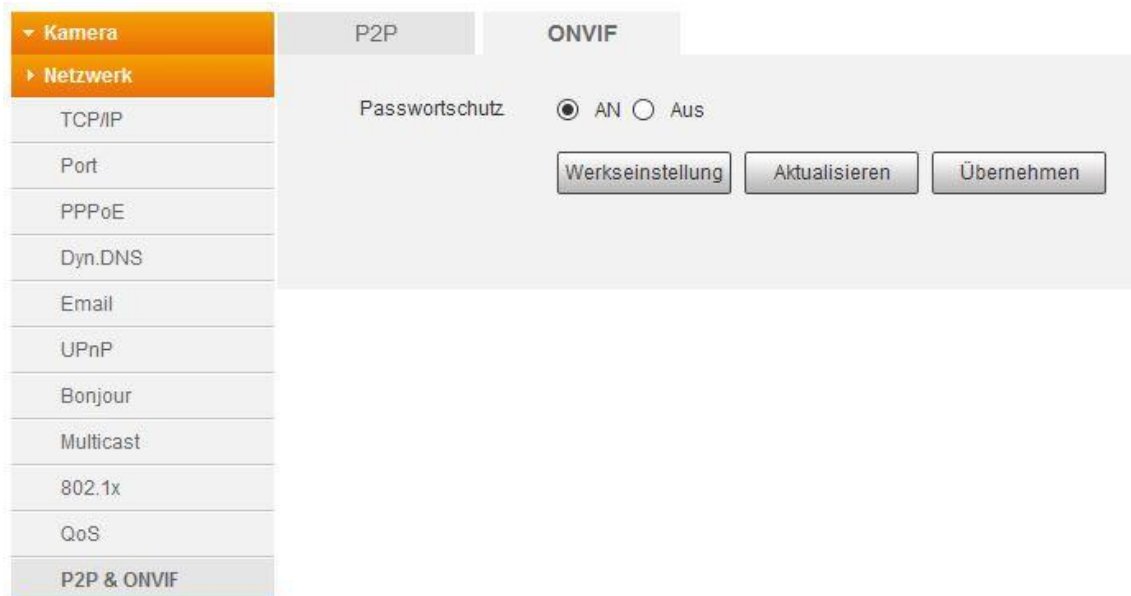 Kamera
P2P
ONVIF
Netzwerk
Passwortschutz
AN
Aus
TCP/IP
Port
Werkseinstellung
Aktualisieren
Übernehmen
PPPoE
Dyn.DNS
Email
UPnP
Bonjour
Multicast
802.1x
QoS
P2P & ONVIF